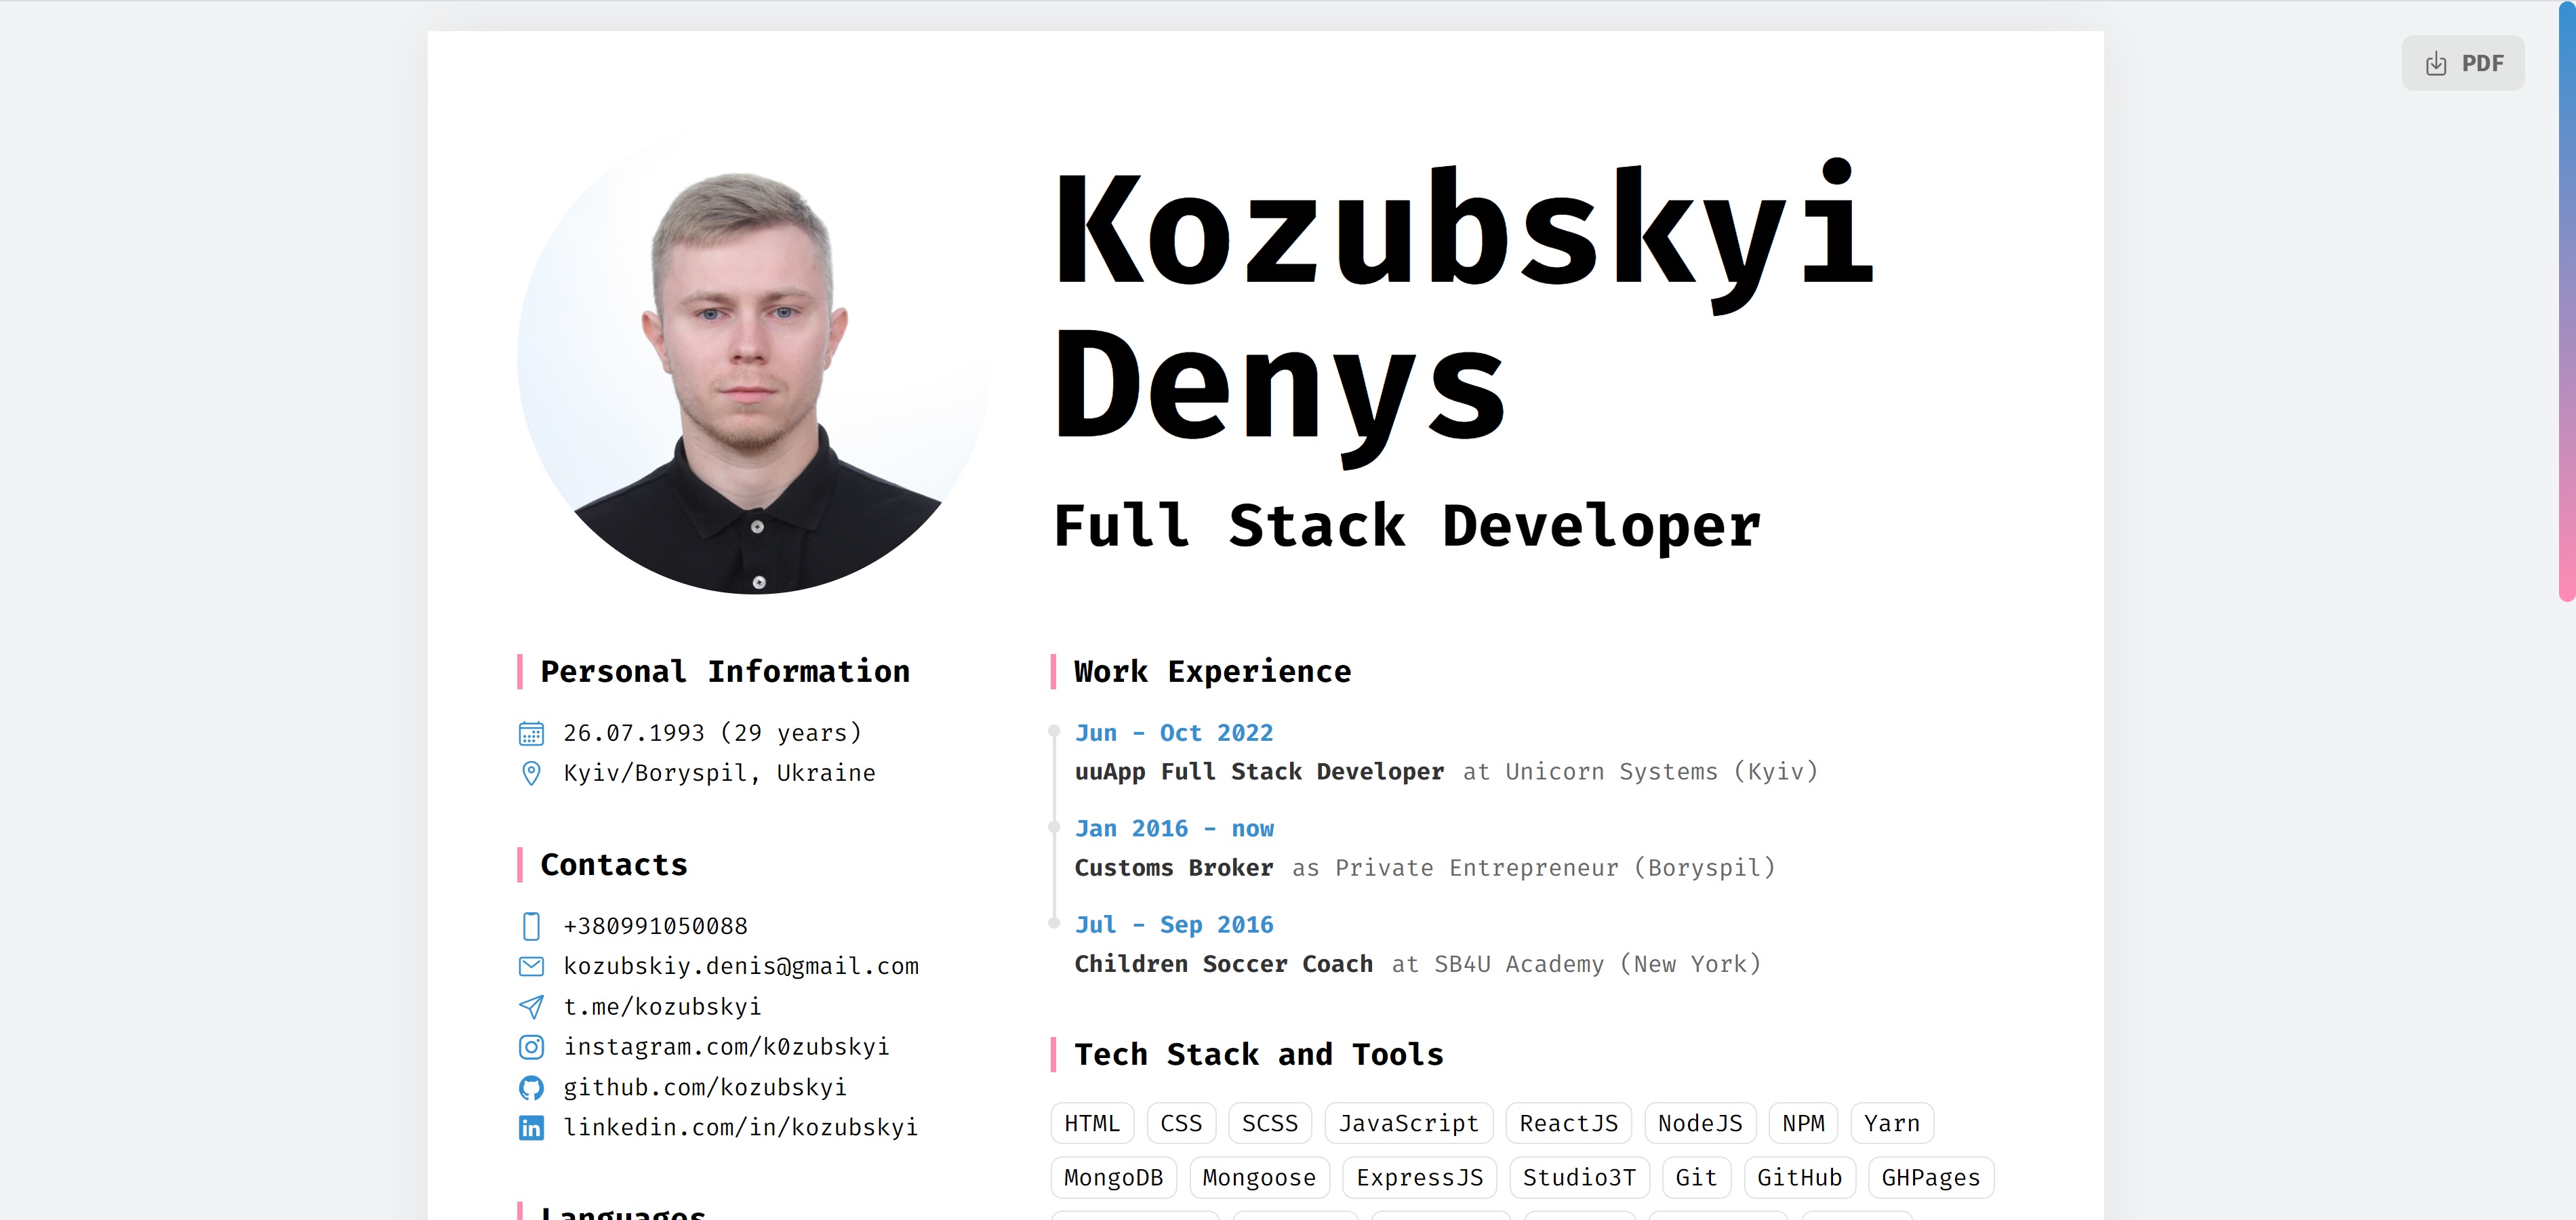 PDF
Kozubskyi
Denys
Full Stack Developer
Personal Information
26.07.1993 (29 years)
Kyiv/Boryspil, Ukraine
Contacts
+380991050088
kozubskiy.denis@gmail.com
t.me/kozubskyi
instagram.com/k0zubskyi
github.com/kozubskyi
linkedin.com/in/kozubskyi
Languages
Work Experience
Jun - Oct 2022
uuApp Full Stack Developer at Unicorn Systems (Kyiv)
Jan 2016 - now
Customs Broker as Private Entrepreneur (Boryspil)
Jul - Sep 2016
Children Soccer Coach at SB4U Academy (New York)
Tech Stack and Tools
HTML CSS SCSS JavaScript ReactJS NodeJS NPM Yarn
MongoDB Mongoose ExpressJS Studio3T Git GitHub GHPages